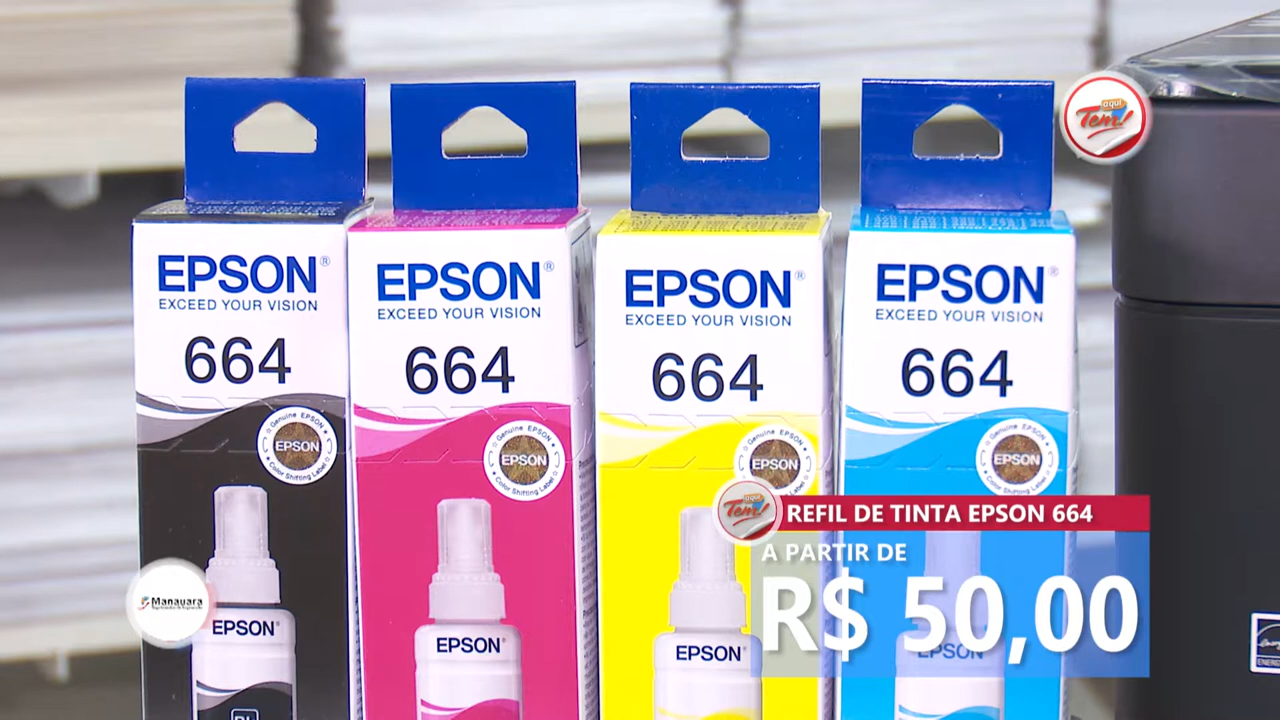 EPSON®
EXCEED YOUR VISION
664
Genuine EPSON
EPSON
Color Shifting Label
EPSON
EPSON®
EXCEED YOUR VISION
664
Genuine EPSON
EPSON
Color Shifting Label
EPSON
EPSON®
EXCEED YOUR VISION
664
Genuine EPSON
EPSON
EPSON
EPSON®
EXCEED YOUR VISION
664
Genuine EPSON
EPSON
Color Shifting Label
EPSON
aqui
Tem!
Manauara
aqui
Tem!
REFIL DE TINTA EPSON 664
A PARTIR DE
R$ 50,00